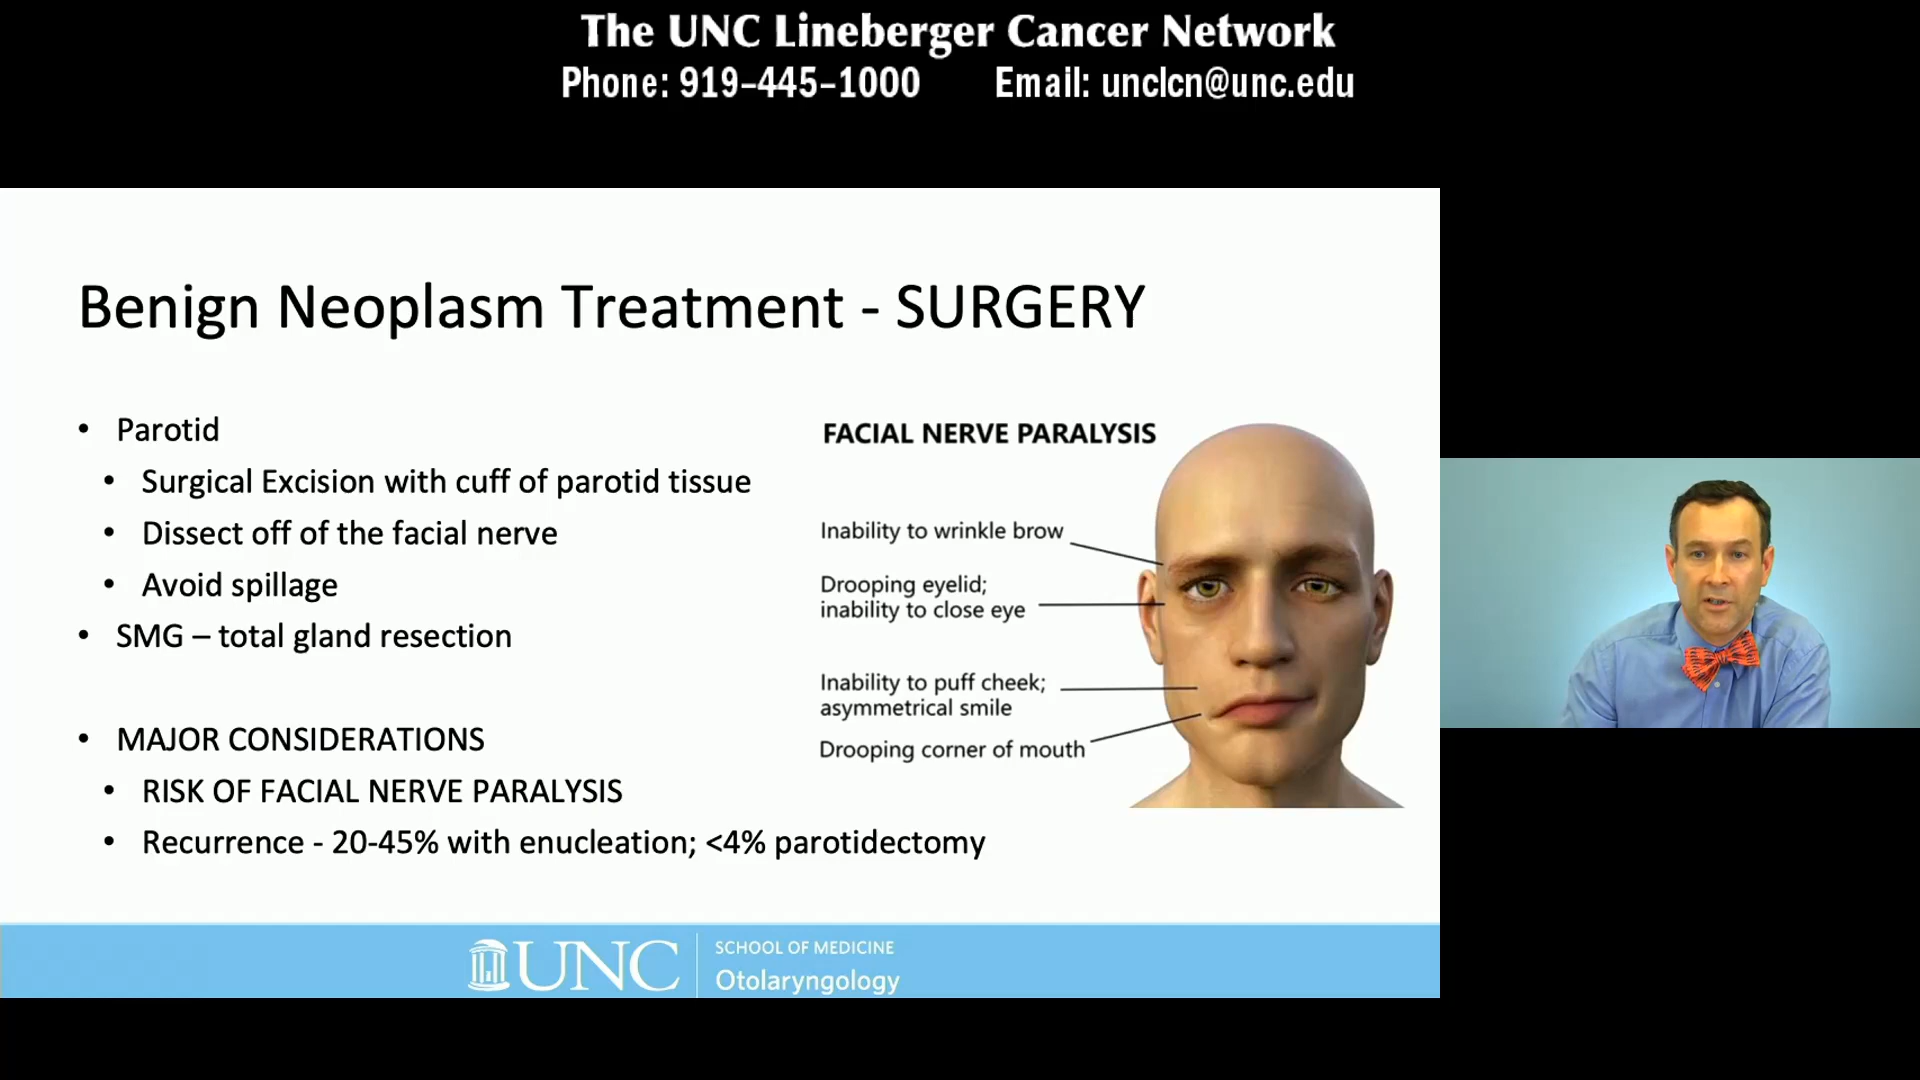 The UNC Lineberger Cancer Network
Phone: 919-445-1000 Email: unclcn@unc.edu
Benign Neoplasm Treatment - SURGERY
• Parotid
• Surgical Excision with cuff of parotid tissue
• Dissect off of the facial nerve
• Avoid spillage
• SMG – total gland resection
• MAJOR CONSIDERATIONS
• RISK OF FACIAL NERVE PARALYSIS
• Recurrence - 20-45% with enucleation; <4% parotidectomy
FACIAL NERVE PARALYSIS
Inability to wrinkle brow
Drooping eyelid;
inability to close eye
Inability to puff cheek;
asymmetrical smile
Drooping corner of mouth
UNC
SCHOOL OF MEDICINE
Otolaryngology